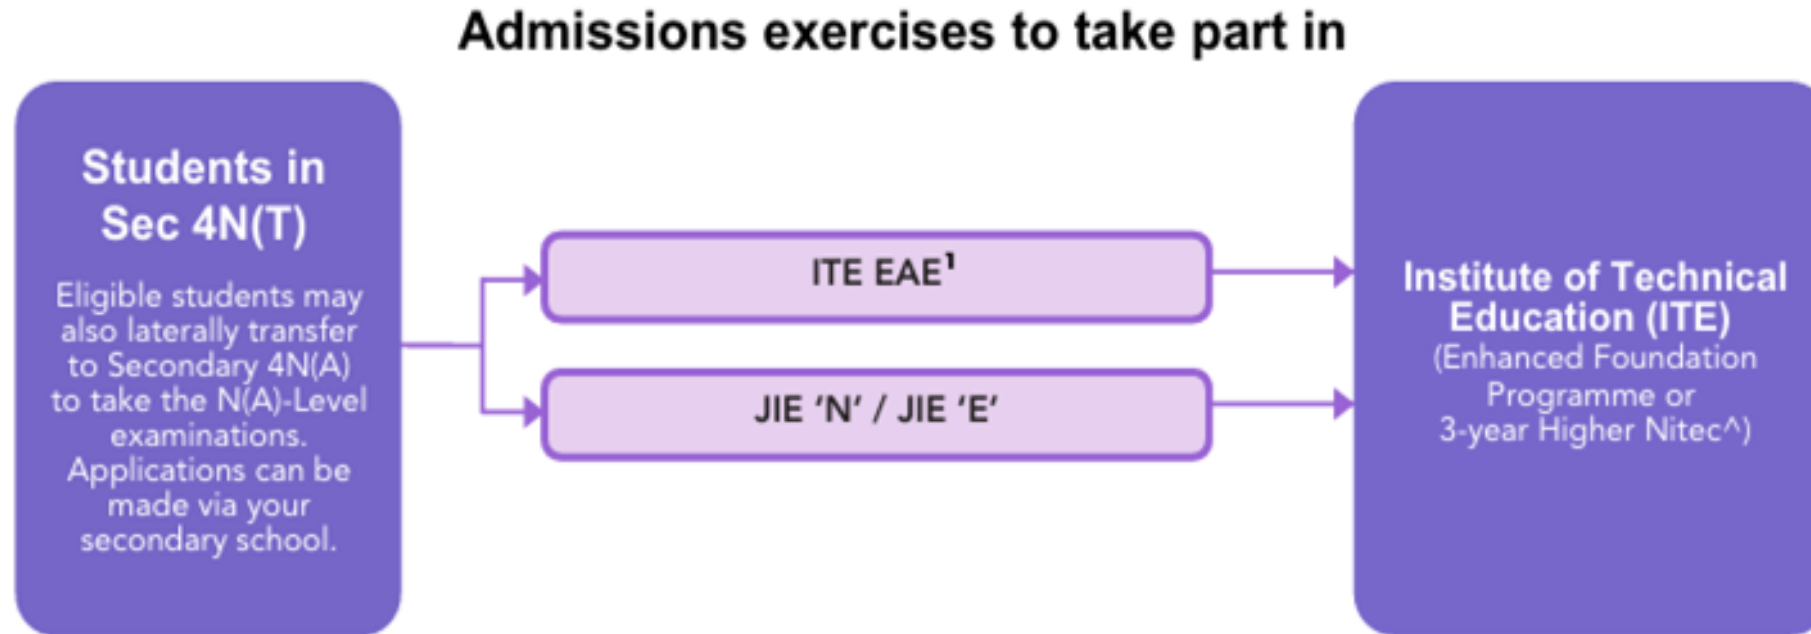 Admissions exercises to take part in
Students in
Sec 4N(T)
Eligible students may
also laterally transfer
to Secondary 4N(A)
to take the N(A)-Level
examinations.
Applications can be
made via your
secondary school.
ITE EAE¹
JIE ‘N’ / JIE ‘E’
Institute of Technical
Education (ITE)
(Enhanced Foundation
Programme or
3-year Higher Nitec^)